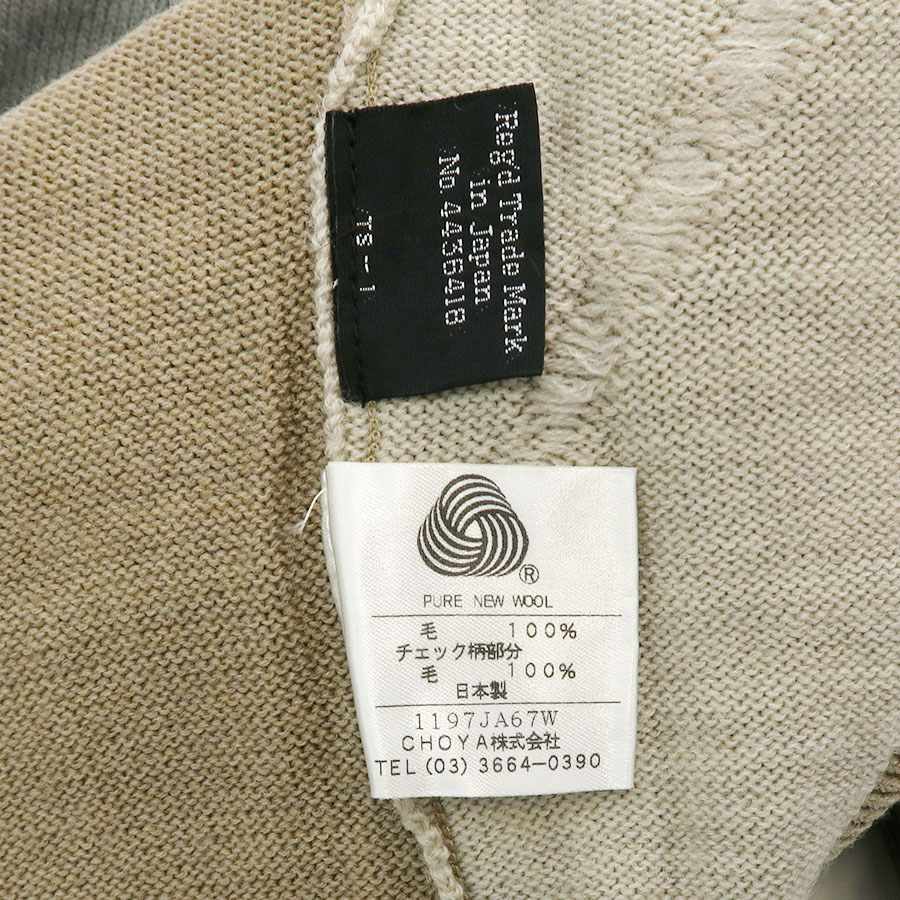 Reg'd Trade Mark
in Japan
No. 4436418
TS-1
®
PURE NEW WOOL
毛 100%
チェック柄部分
毛 100%
日本製
1197JA67W
CHOYA株式会社
TEL (03) 3664-0390